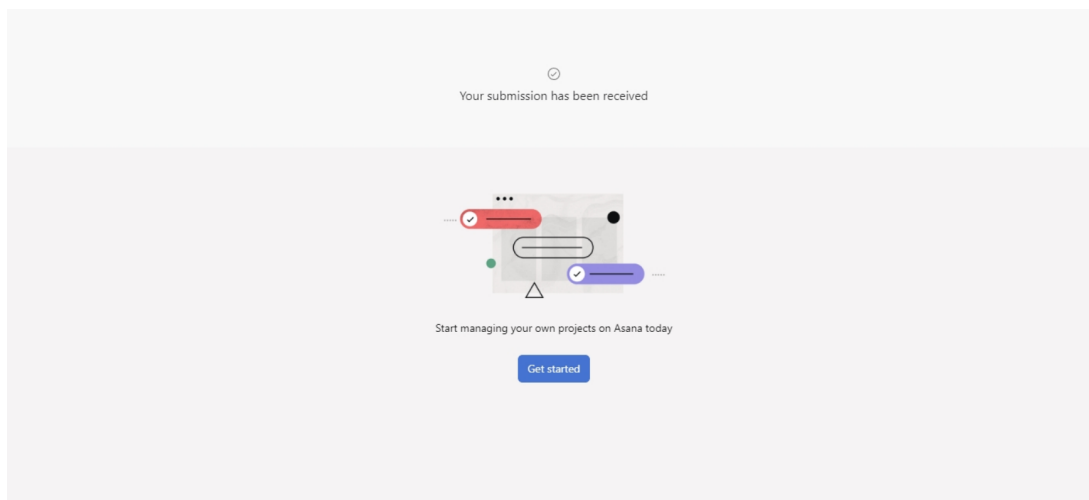 Your submission has been received
Start managing your own projects on Asana today
Get started